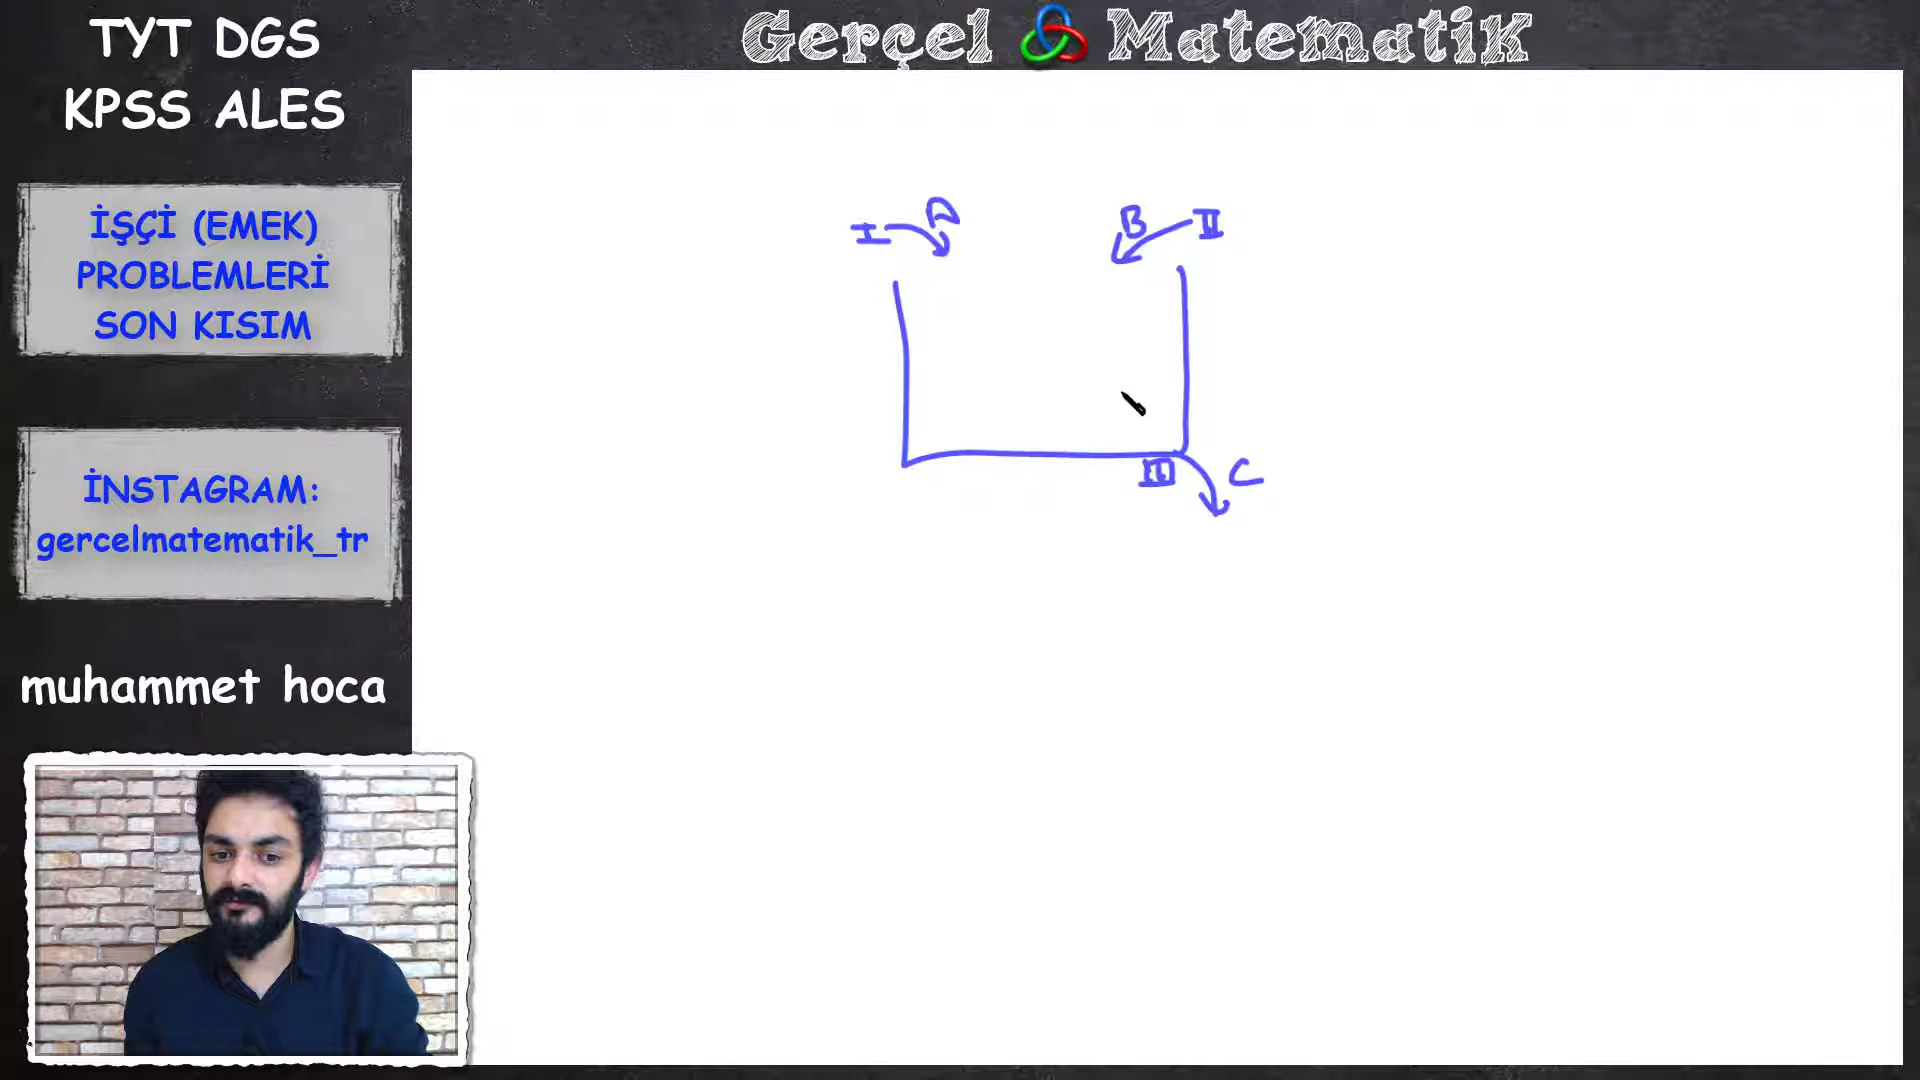 TYT DGS
KPSS ALES
Gerçel Matematik
İŞÇİ (EMEK)
PROBLEMLERİ
SON KISIM
İNSTAGRAM:
gercelmatematik_tr
muhammet hoca
I A B II
III C